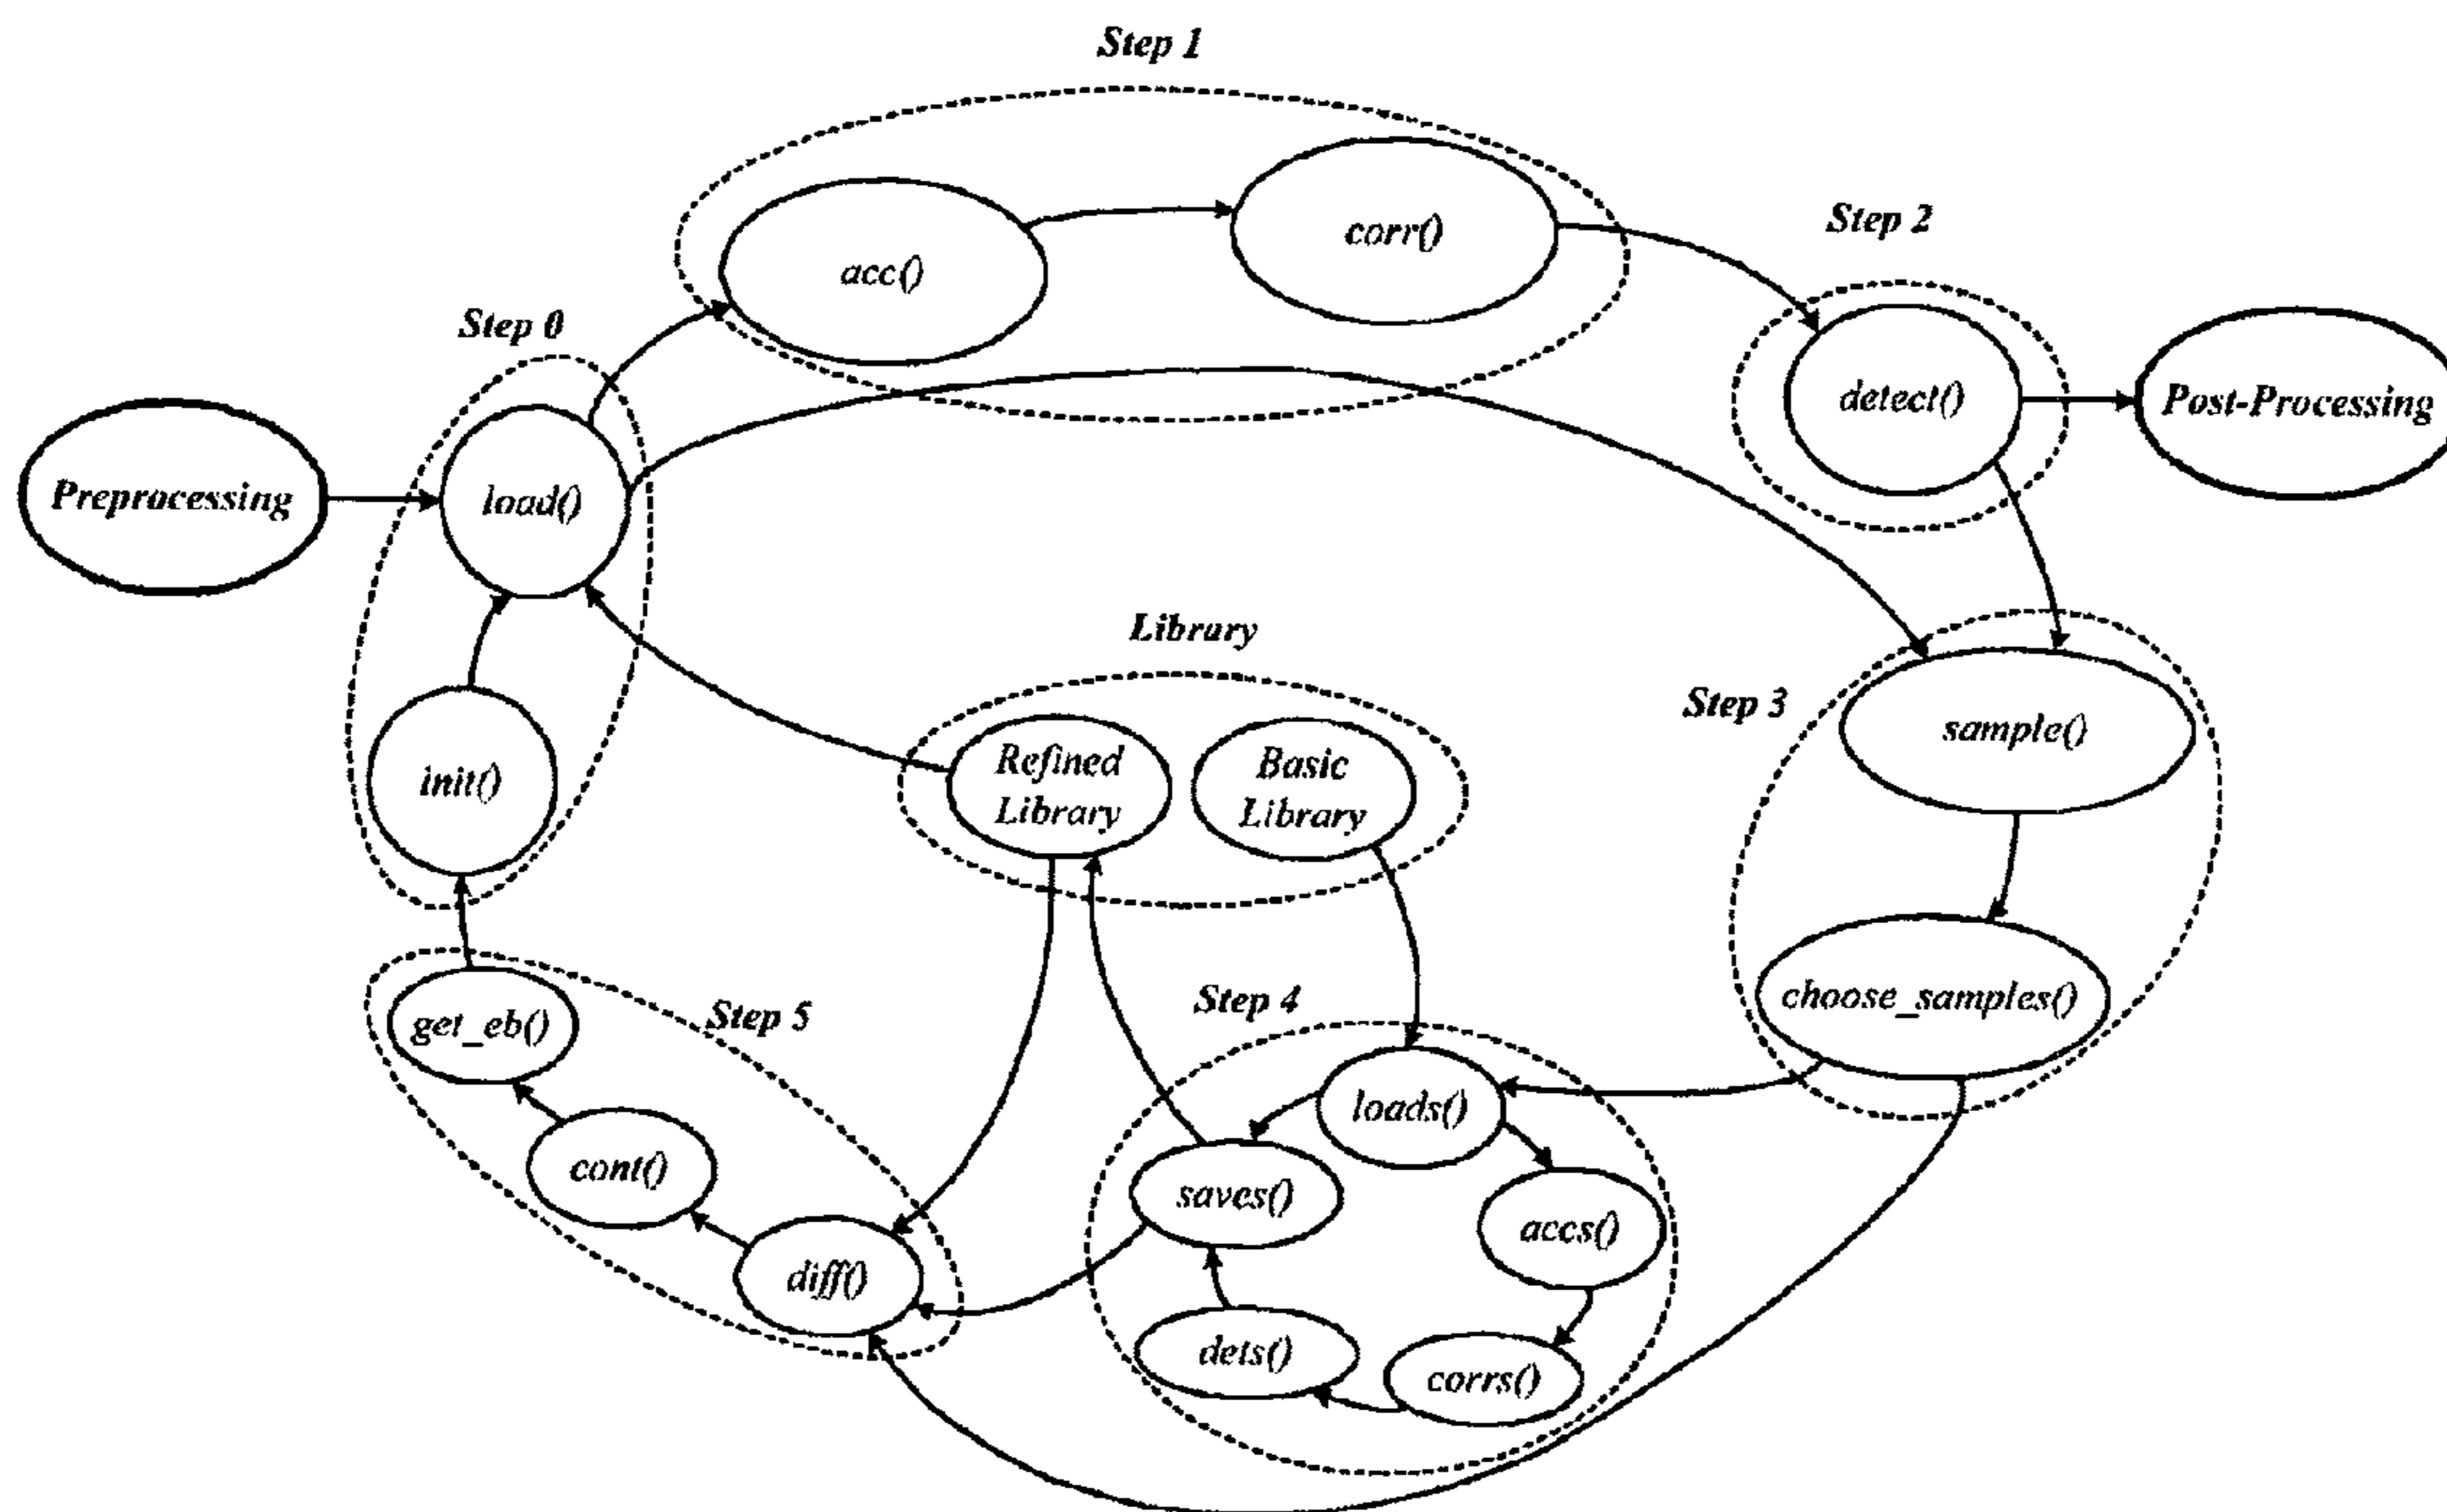 Step 1
corr()
acc()
Step 2
Step 0
detect()
Post-Processing
Preprocessing
load()
Library
Step 3
sample()
Refined
Library
Basic
Library
init()
choose_samples()
Step 4
Step 5
get_eb()
loads()
cont()
saves()
accs()
diff()
dets()
corrs()